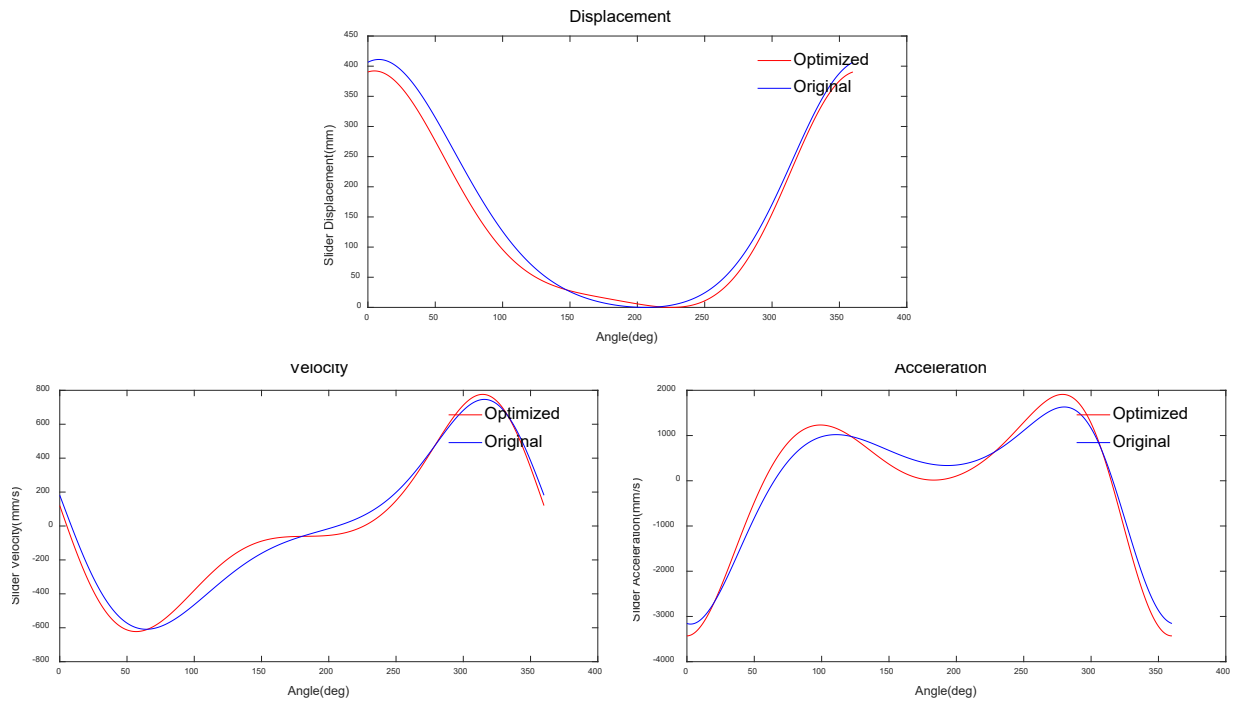 Displacement
450
400
350
300
250
200
150
100
50
0
Slider Displacement(mm)
Optimized
Original
0 50 100 150 200 250 300 350 400
Angle(deg)
Velocity
800
600
400
200
0
-200
-400
-600
-800
Slider Velocity(mm/s)
Optimized
Original
0 50 100 150 200 250 300 350 400
Angle(deg)
Acceleration
2000
1000
0
-1000
-2000
-3000
-4000
Slider Acceleration(mm/s)
Optimized
Original
0 50 100 150 200 250 300 350 400
Angle(deg)